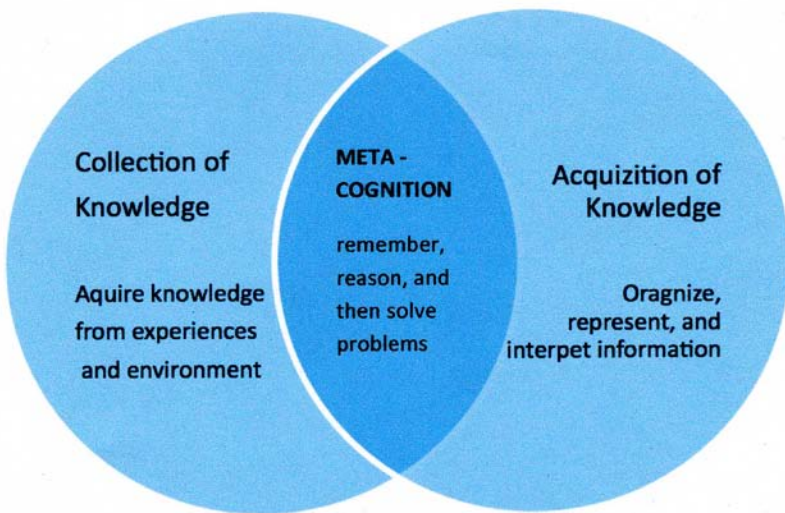 Collection of
Knowledge
Aquire knowledge
from experiences
and environment
META -
COGNITION
remember,
reason, and
then solve
problems
Acquizition of
Knowledge
Oragnize,
represent, and
interpet information